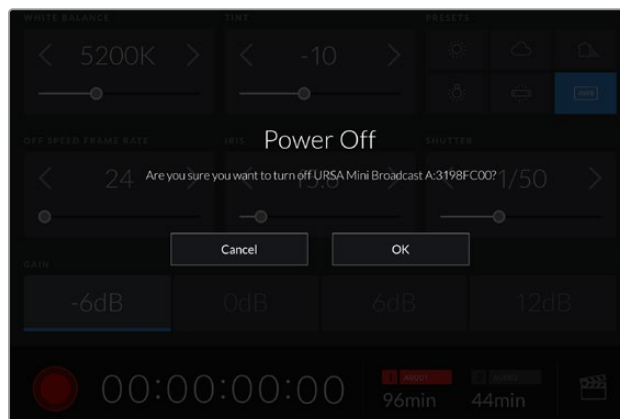 WHITE BALANCE
TINT
PRESETS
5200K
-10
OFF SPEED FRAME RATE
IRIS
Power Off
SHUTTER
24
Are you sure you want to turn off URSA Mini Broadcast A:3198FC00?
1/50
Cancel
OK
GAIN
-6dB
0dB
6dB
12dB
00:00:00:00
1
96min
2
44min